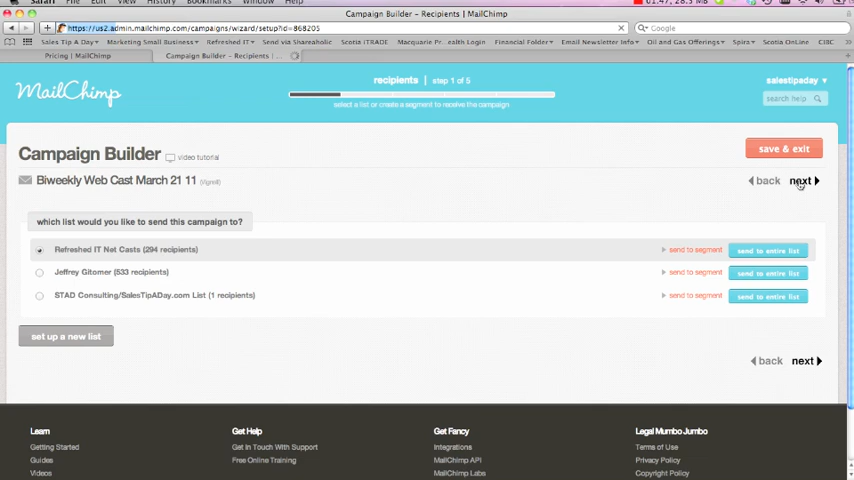 Safari File Edit View History Bookmarks Window Help
Campaign Builder – Recipients | MailChimp
https://us2.admin.mailchimp.com/campaigns/wizard/setup?id=868205
Google
Sales Tip A Day Marketing Small Business Refreshed IT Send via Shareaholic Scotia iTRADE Macquarie Pr...ealth Login Financial Folder Email Newsletter Info Oil and Gas Offerings Spiro Scotia OnLine CIBC
Pricing | MailChimp
Campaign Builder – Recipients | ...
MailChimp
recipients | step 1 of 5
select a list or create a segment to receive the campaign
salestipaday
search help
Campaign Builder
video tutorial
save & exit
Biweekly Web Cast March 21 11
back next
which list would you like to send this campaign to?
Refreshed IT Net Casts (294 recipients) send to segment send to entire list
Jeffrey Gitomer (533 recipients) send to segment send to entire list
STAD Consulting/SalesTipADay.com List (1 recipients) send to segment send to entire list
set up a new list
back next
Learn
Getting Started
Guides
Videos
Get Help
Get In Touch With Support
Free Online Training
Get Fancy
Integrations
MailChimp API
MailChimp Labs
Legal Mumbo Jumbo
Terms of Use
Privacy Policy
Copyright Policy